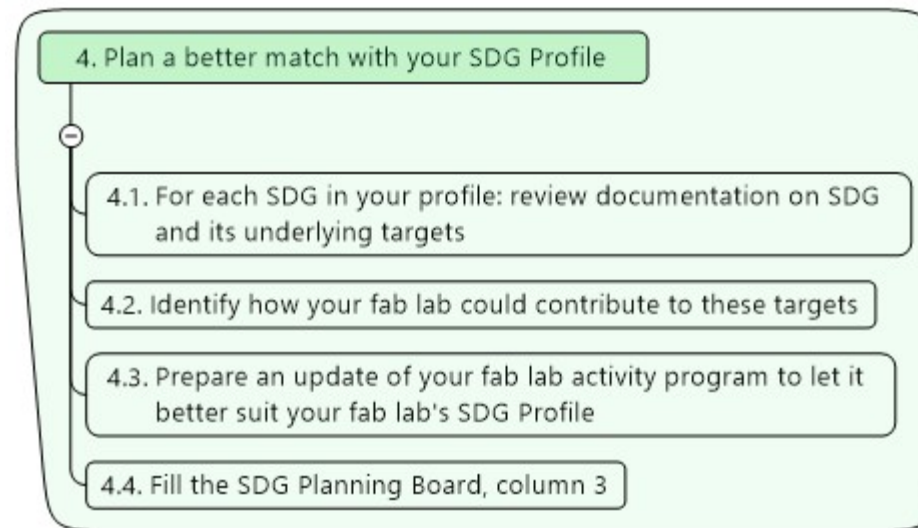 4. Plan a better match with your SDG Profile
4.1. For each SDG in your profile: review documentation on SDG
and its underlying targets
4.2. Identify how your fab lab could contribute to these targets
4.3. Prepare an update of your fab lab activity program to let it
better suit your fab lab's SDG Profile
4.4. Fill the SDG Planning Board, column 3